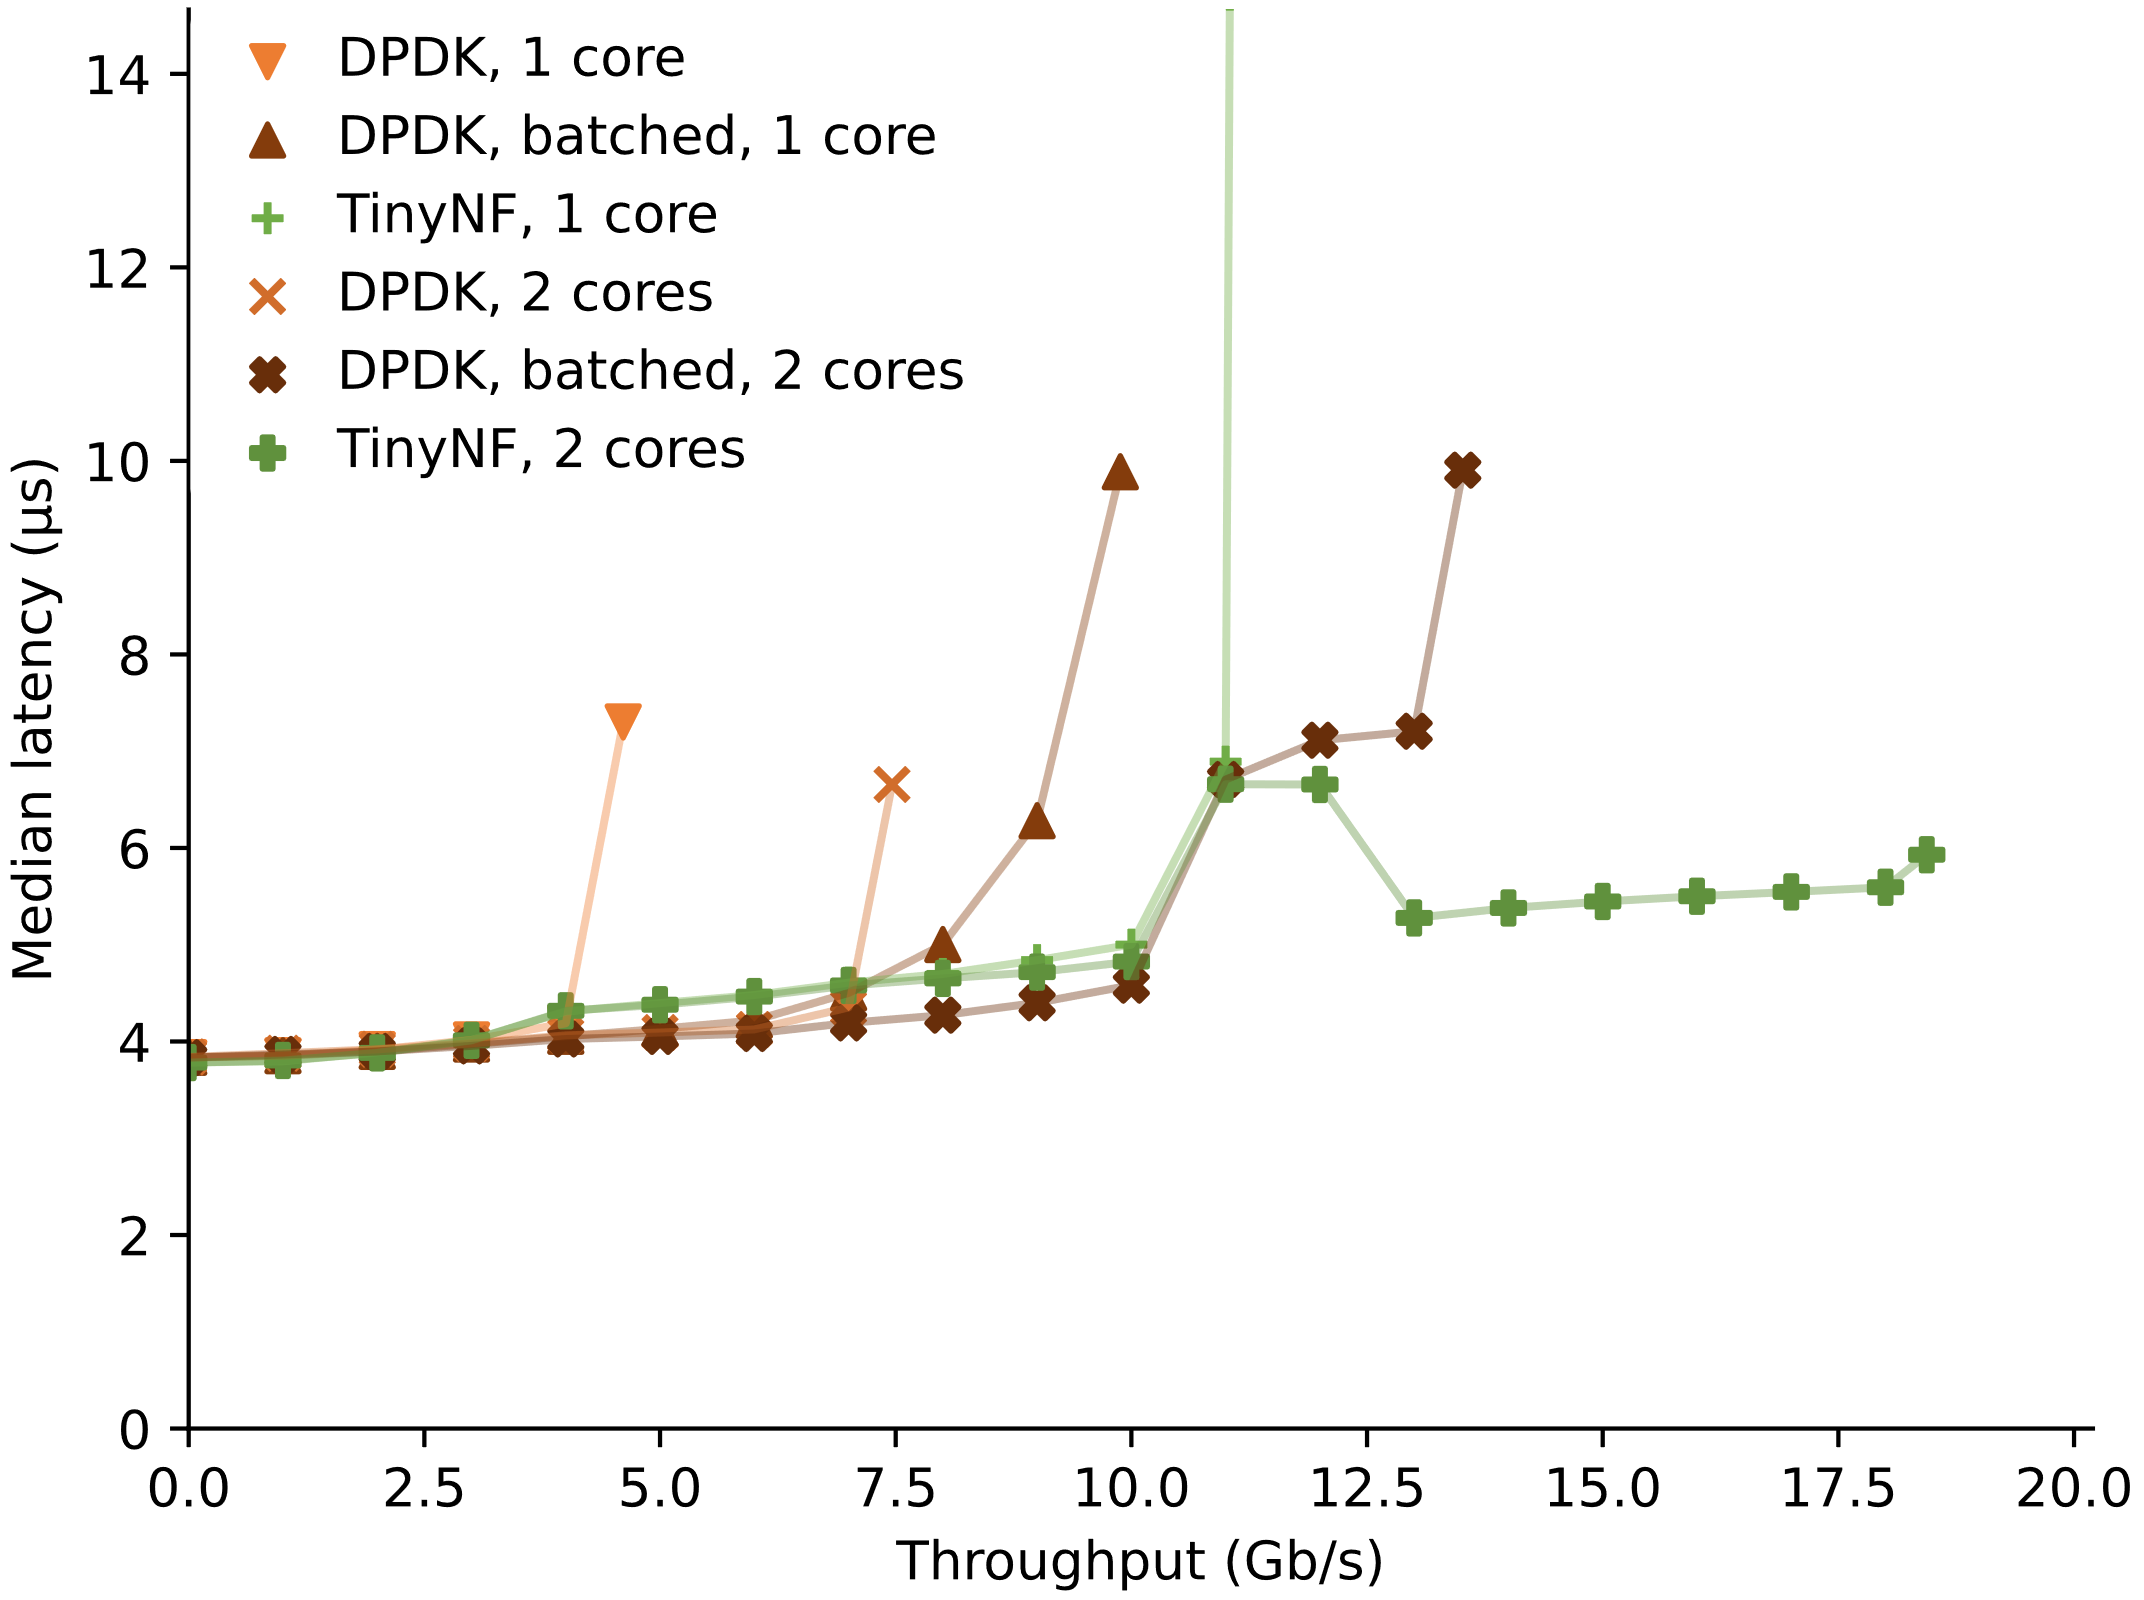 DPDK, 1 core
DPDK, batched, 1 core
TinyNF, 1 core
DPDK, 2 cores
DPDK, batched, 2 cores
TinyNF, 2 cores
Median latency (µs)
14
12
10
8
6
4
2
0
0.0 2.5 5.0 7.5 10.0 12.5 15.0 17.5 20.0
Throughput (Gb/s)